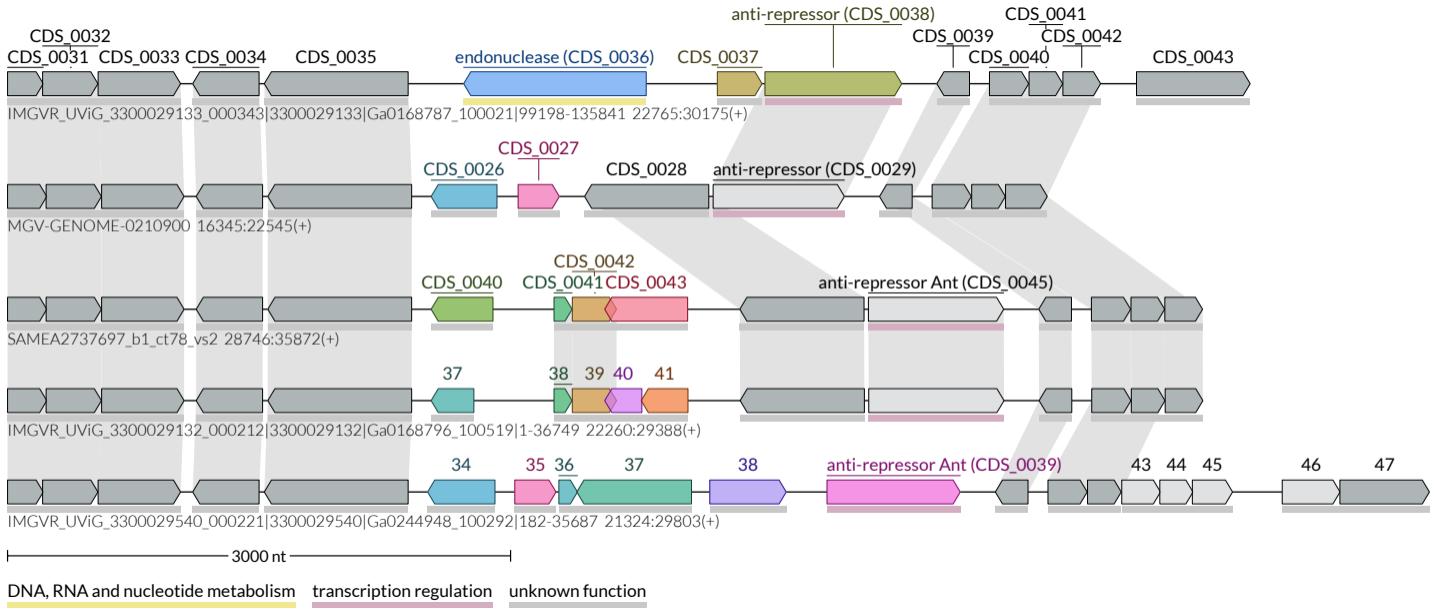 anti-repressor (CDS_0038) CDS_0041
CDS_0032 CDS_0039 CDS_0042
CDS_0031 CDS_0033 CDS_0034 CDS_0035 endonuclease (CDS_0036) CDS_0037 CDS_0040 CDS_0043
IMGVR_UViG_3300029133_000343|3300029133|Ga0168787_100021|99198-135841 22765:30175(+)
CDS_0027
CDS_0026 CDS_0028 anti-repressor (CDS_0029)
MGV-GENOME-0210900 16345:22545(+)
CDS_0042
CDS_0040 CDS_0041 CDS_0043 anti-repressor Ant (CDS_0045)
SAMEA2737697_b1_ct78_vs2 28746:35872(+)
37 38 39 40 41
IMGVR_UViG_3300029132_000212|3300029132|Ga0168796_100519|1-36749 22260:29388(+)
34 35 36 37 38 anti-repressor Ant (CDS_0039) 43 44 45 46 47
IMGVR_UViG_3300029540_000221|3300029540|Ga0244948_100292|182-35687 21324:29803(+)
3000 nt
DNA, RNA and nucleotide metabolism transcription regulation unknown function